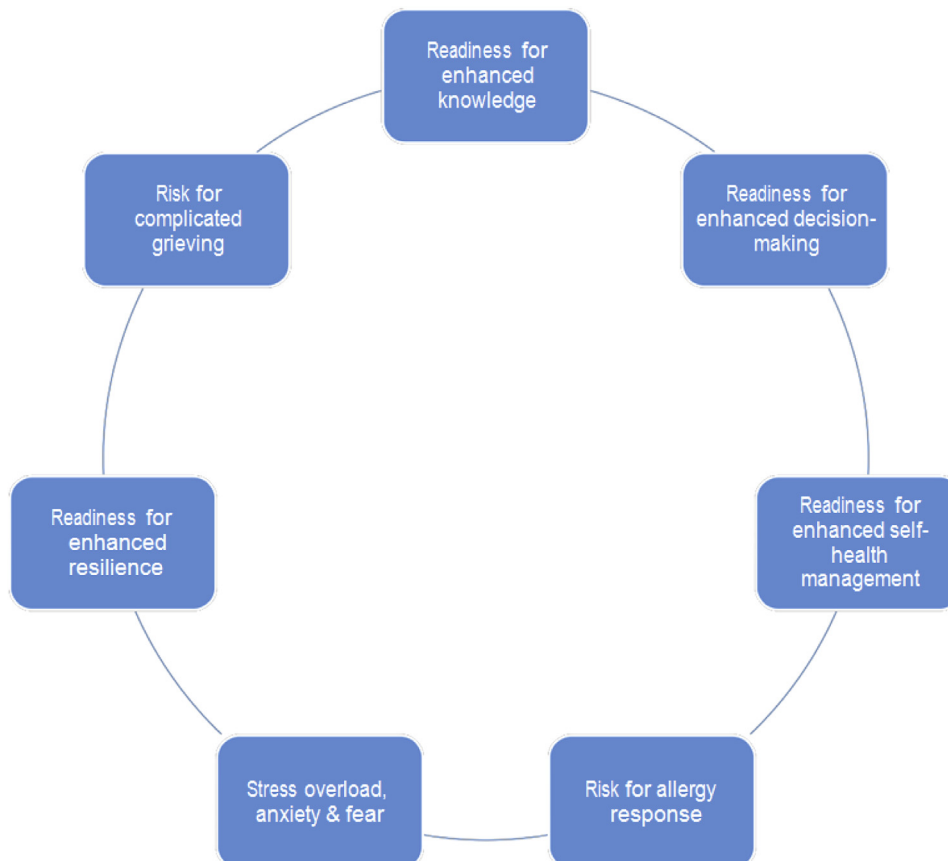 Readiness for
enhanced
knowledge
Readiness for
enhanced decision-
making
Readiness for
enhanced self-
health
management
Risk for allergy
response
Stress overload,
anxiety & fear
Readiness for
enhanced
resilience
Risk for
complicated
grieving